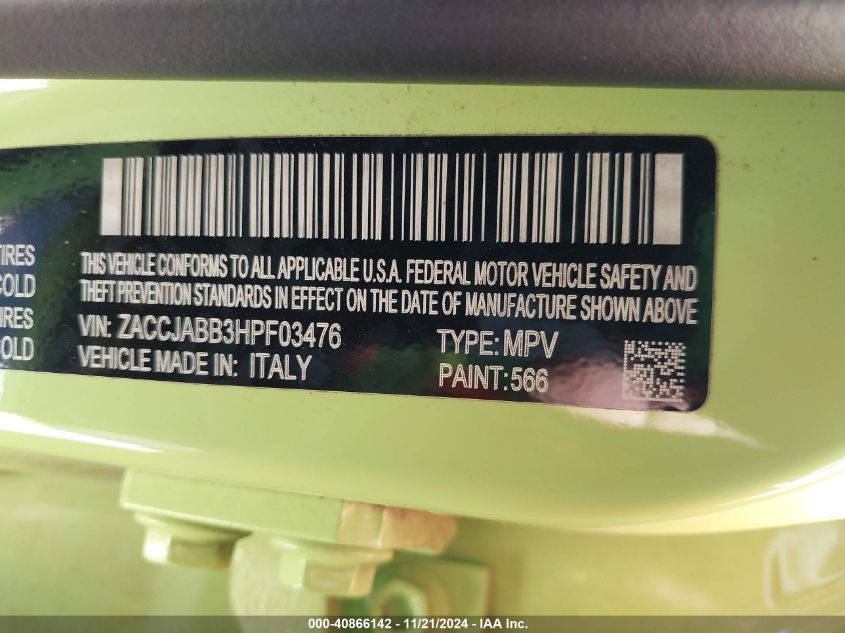 TIRES
COLD
TIRES
COLD
THIS VEHICLE CONFORMS TO ALL APPLICABLE U.S.A. FEDERAL MOTOR VEHICLE SAFETY AND
THEFT PREVENTION STANDARDS IN EFFECT ON THE DATE OF MANUFACTURE SHOWN ABOVE
VIN: ZACCJABB3HPF03476
TYPE: MPV
VEHICLE MADE IN: ITALY
PAINT: 566
000-40866142 - 11/21/2024 - IAA Inc.